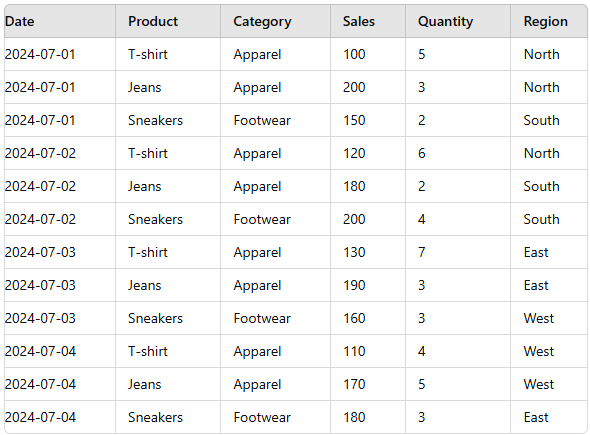 Date Product Category Sales Quantity Region
2024-07-01 T-shirt Apparel 100 5 North
2024-07-01 Jeans Apparel 200 3 North
2024-07-01 Sneakers Footwear 150 2 South
2024-07-02 T-shirt Apparel 120 6 North
2024-07-02 Jeans Apparel 180 2 South
2024-07-02 Sneakers Footwear 200 4 South
2024-07-03 T-shirt Apparel 130 7 East
2024-07-03 Jeans Apparel 190 3 East
2024-07-03 Sneakers Footwear 160 3 West
2024-07-04 T-shirt Apparel 110 4 West
2024-07-04 Jeans Apparel 170 5 West
2024-07-04 Sneakers Footwear 180 3 East